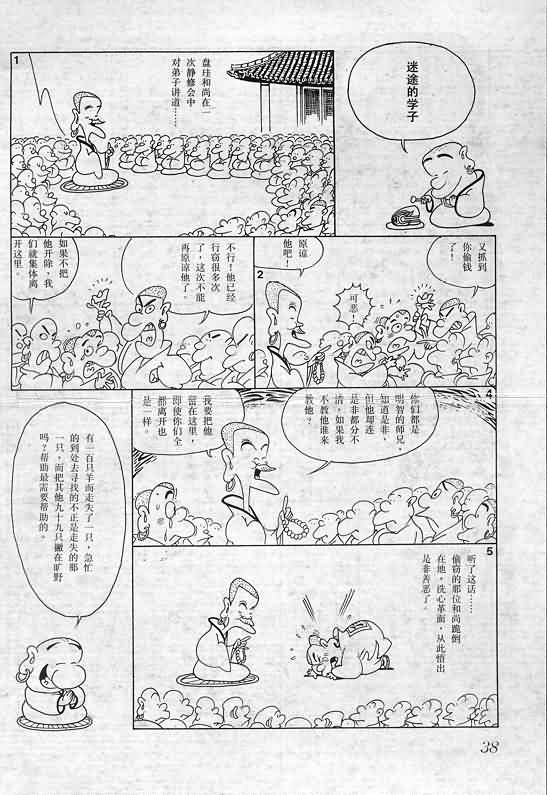 迷途的学子
1
盘珪和尚在一
次静修会中
对弟子讲道……
2
又抓到
你偷钱
了！
可恶！
原谅
他吧！
不行！他已经
行窃很多次
了，这次不能
再原谅他了。
如果不把
他开除，我
们就集体离
开这里。
4
你们都是
明智的师兄，
知道是非，
但他却连
是非都分不
清，如果我
不教他谁来
教他？
我要把他
留在这里，
即使你们全
都离开也
是一样。
5
听了这话……
偷窃的那位和尚跪倒
在地，洗心革面，从此悟出
是非善恶了。
有一百只羊而走失了一只，急忙
的到处去寻找的不正是走失的那
一只，而把其他九十九只撇在旷野
吗？帮助最需要帮助的。
38